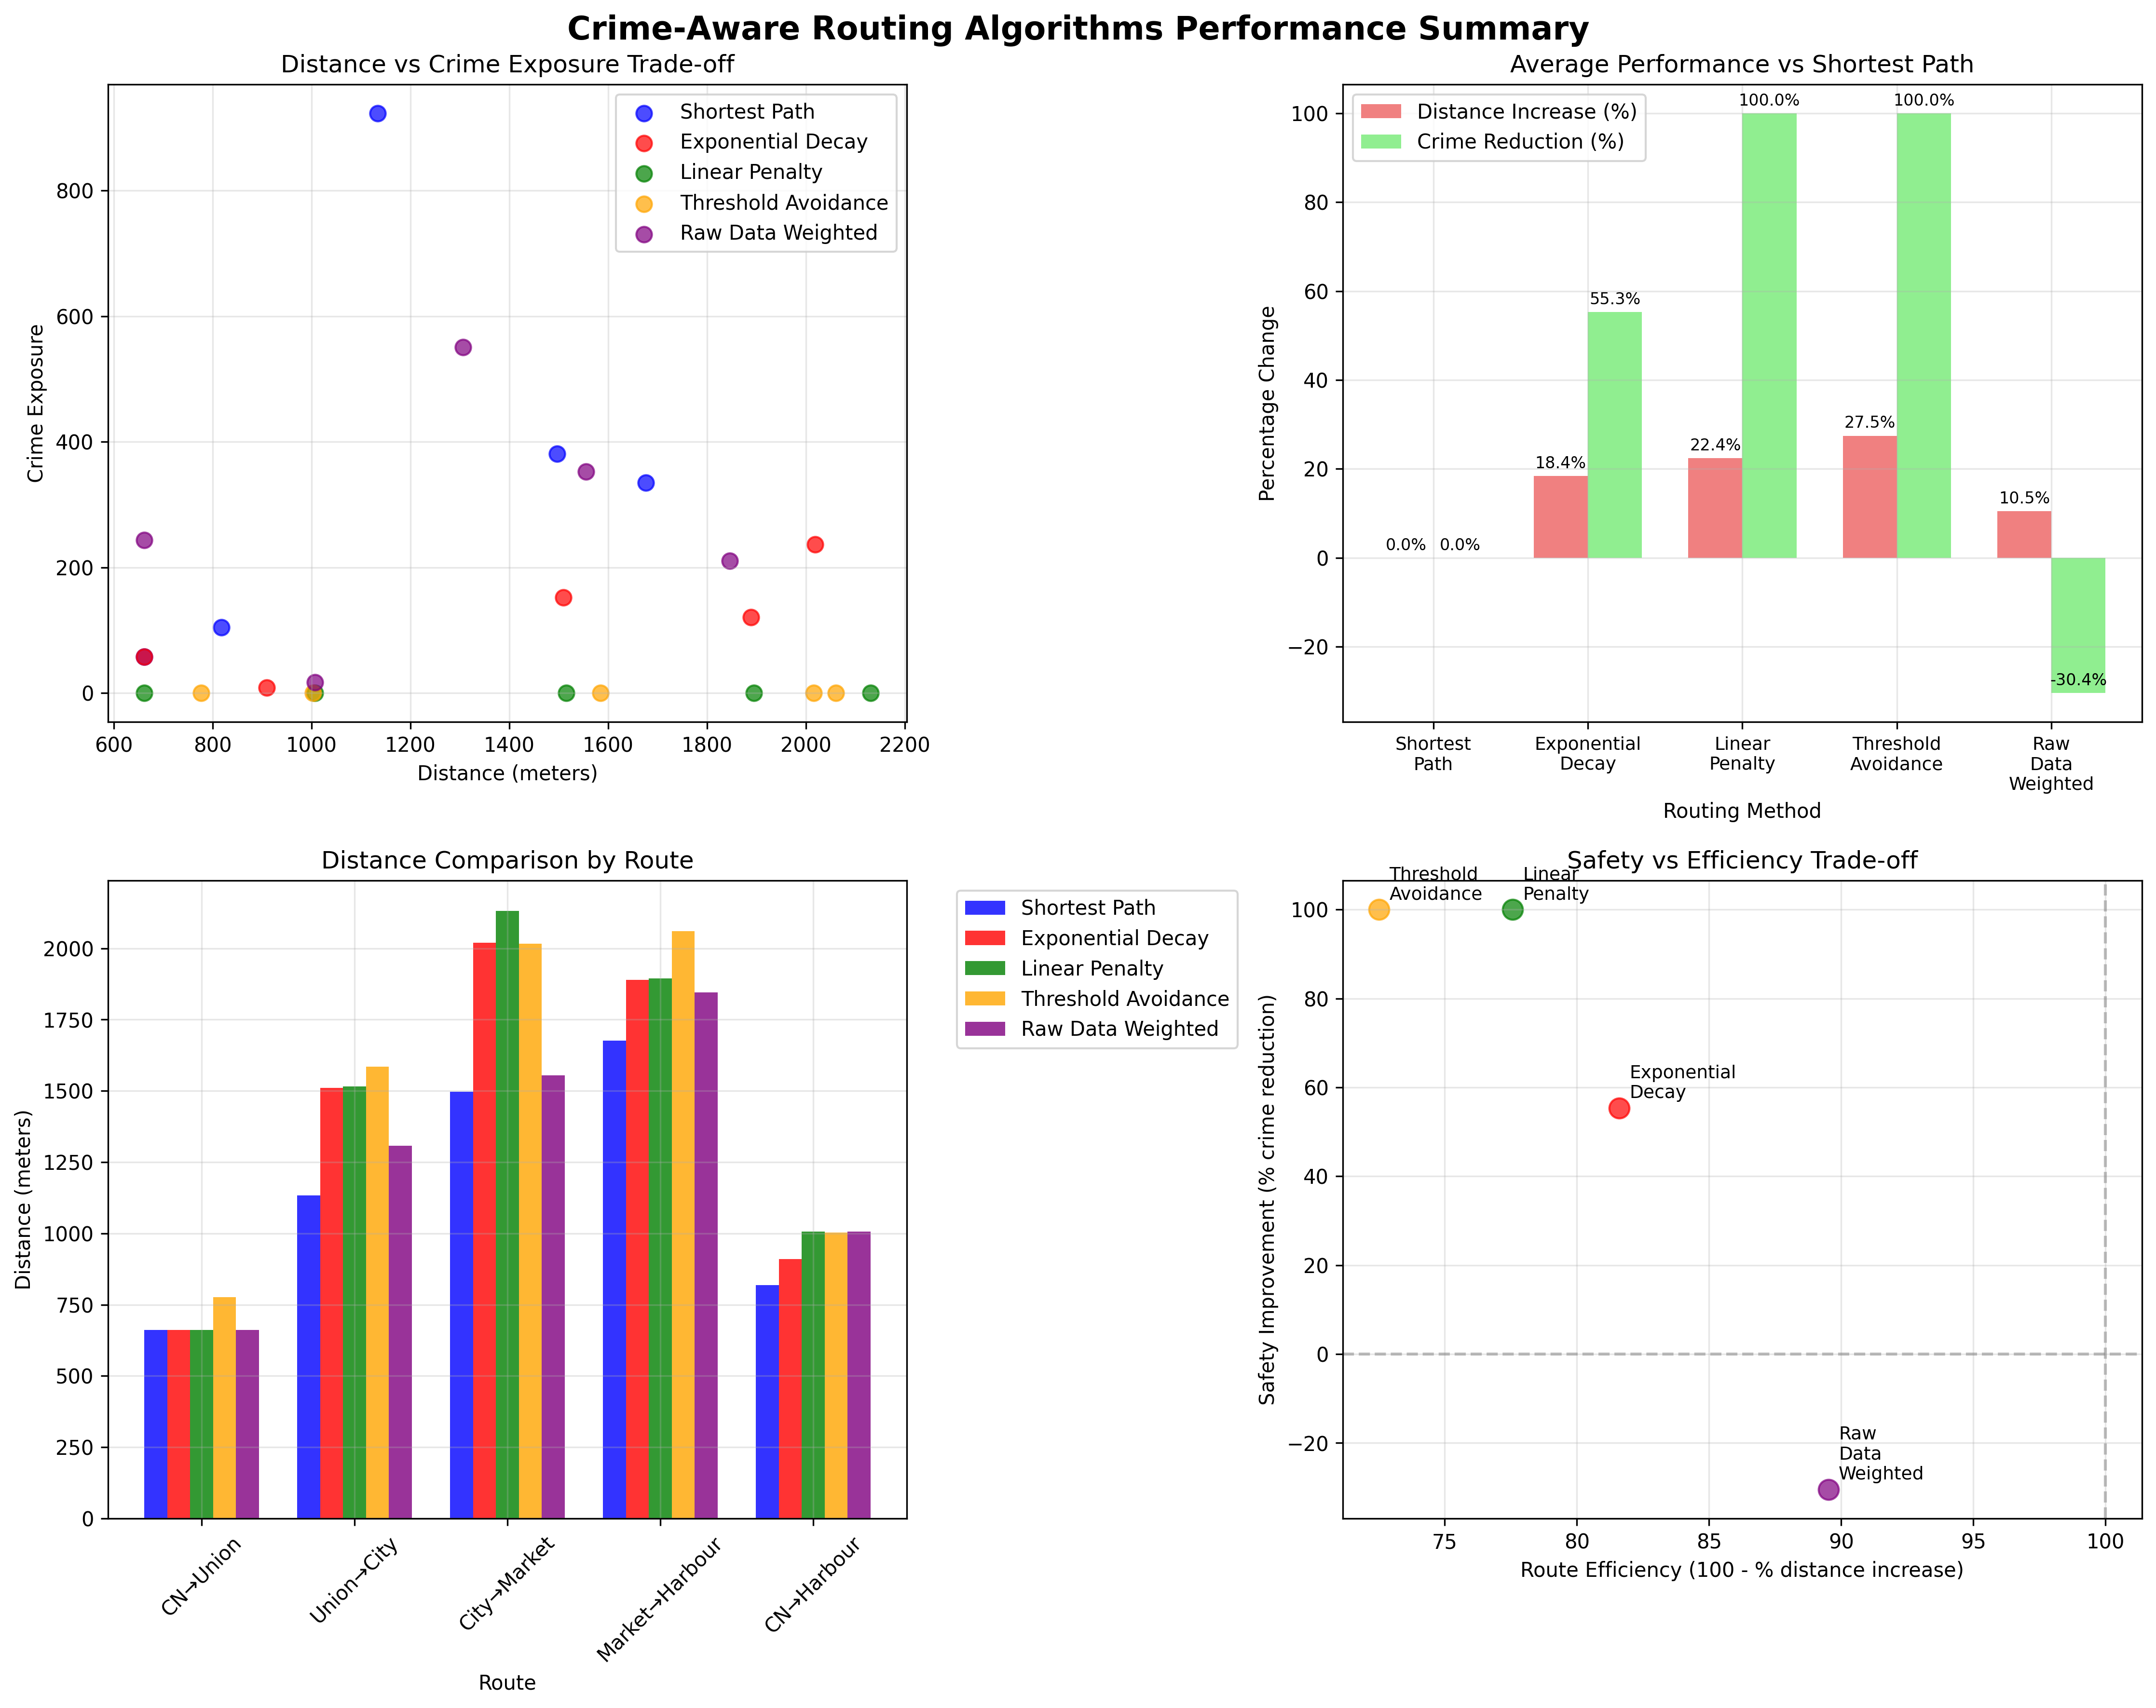 Crime-Aware Routing Algorithms Performance Summary
Distance vs Crime Exposure Trade-off
Shortest Path
Exponential Decay
Linear Penalty
Threshold Avoidance
Raw Data Weighted
Crime Exposure
800
600
400
200
0
600 800 1000 1200 1400 1600 1800 2000 2200
Distance (meters)
Average Performance vs Shortest Path
Distance Increase (%)
Crime Reduction (%)
Percentage Change
100
80
60
40
20
0
−20
0.0% 0.0%
18.4% 55.3%
22.4% 100.0%
27.5% 100.0%
10.5% -30.4%
Shortest
Path
Exponential
Decay
Linear
Penalty
Threshold
Avoidance
Raw
Data
Weighted
Routing Method
Distance Comparison by Route
Shortest Path
Exponential Decay
Linear Penalty
Threshold Avoidance
Raw Data Weighted
Distance (meters)
2000
1750
1500
1250
1000
750
500
250
0
CN→Union
Union→City
City→Market
Market→Harbour
CN→Harbour
Route
Safety vs Efficiency Trade-off
Threshold
Avoidance
Linear
Penalty
Exponential
Decay
Raw
Data
Weighted
Safety Improvement (% crime reduction)
100
80
60
40
20
0
−20
75 80 85 90 95 100
Route Efficiency (100 - % distance increase)